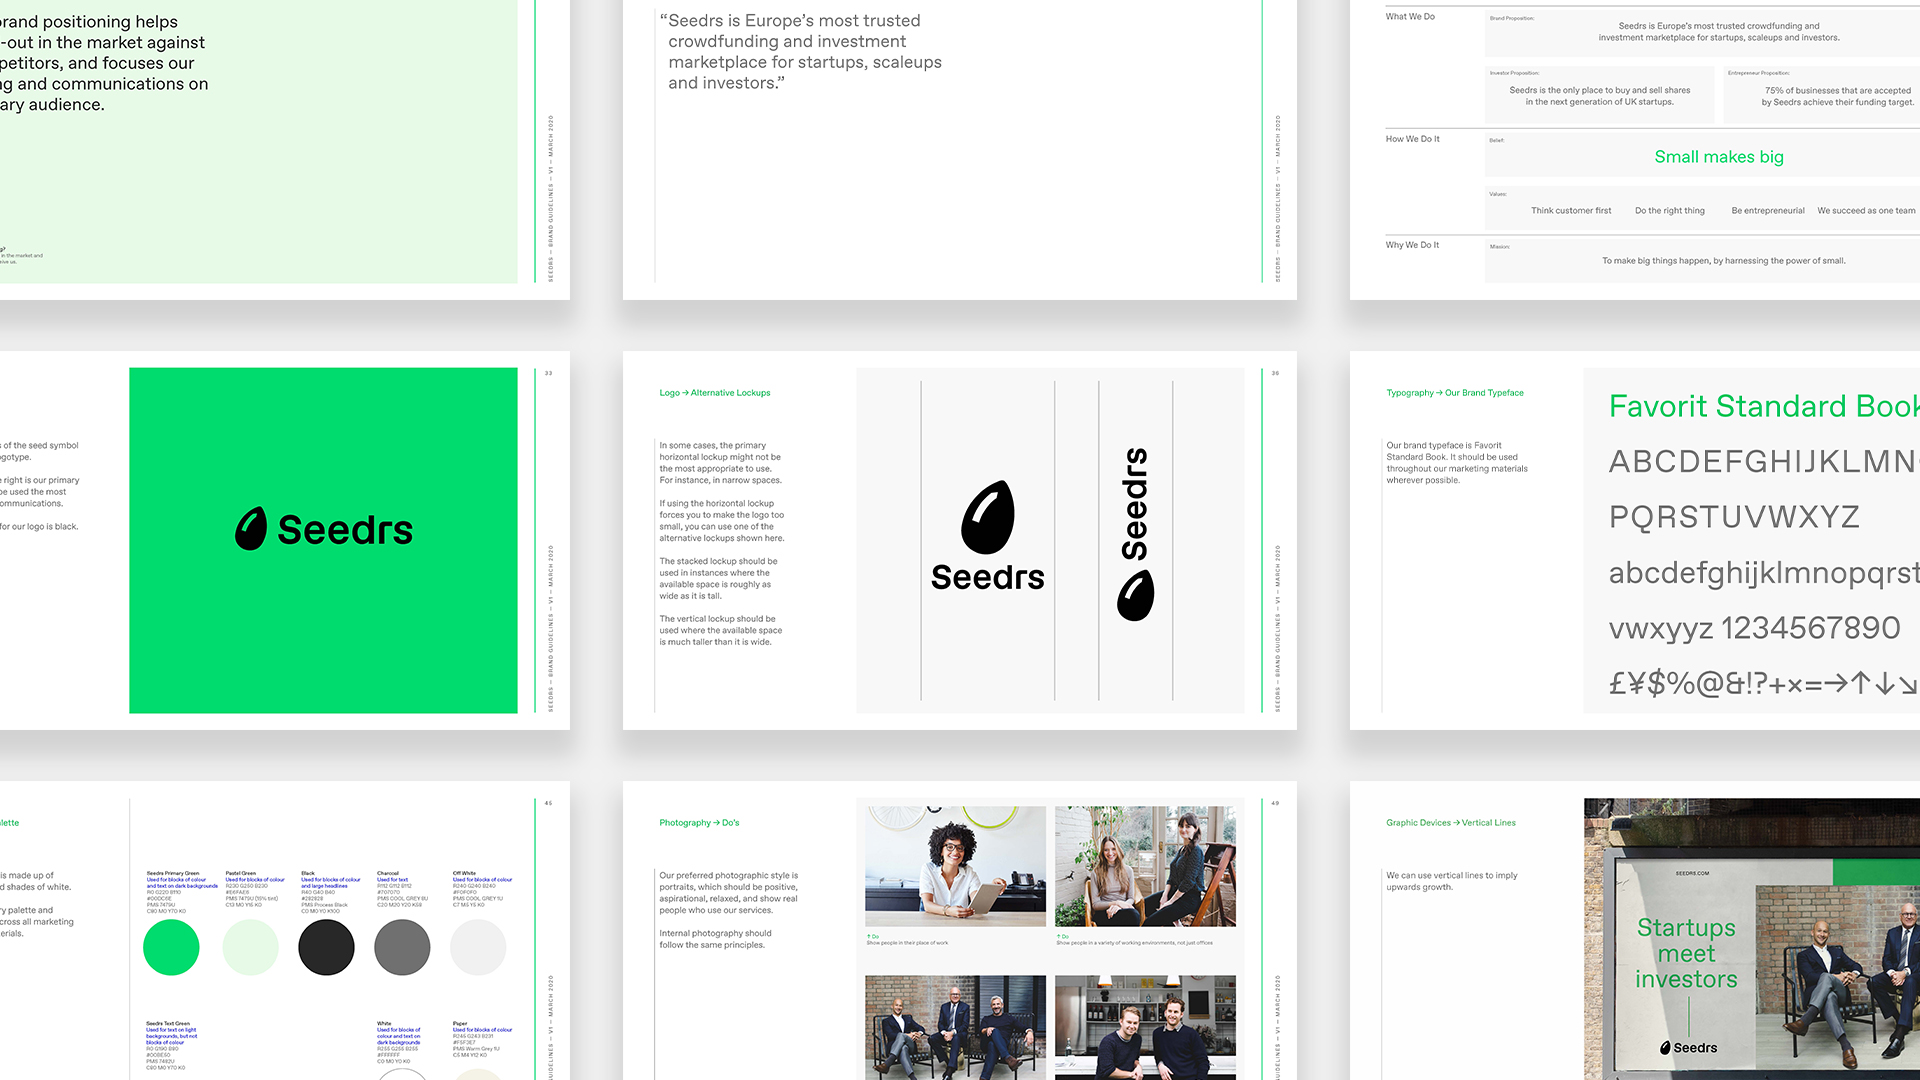 rand positioning helps
-out in the market against
petitors, and focuses our
ng and communications on
ary audience.
in the market and
SEEDRS — BRAND GUIDELINES — V1 — MARCH 2020
“Seedrs is Europe’s most trusted
crowdfunding and investment
marketplace for startups, scaleups
and investors.”
SEEDRS — BRAND GUIDELINES — V1 — MARCH 2020
What We Do
Brand Proposition:
Seedrs is Europe’s most trusted crowdfunding and
investment marketplace for startups, scaleups and investors.
Investor Proposition:
Seedrs is the only place to buy and sell shares
in the next generation of UK startups.
Entrepreneur Proposition:
75% of businesses that are accepted
by Seedrs achieve their funding target.
How We Do It
Belief:
Small makes big
Values:
Think customer first
Do the right thing
Be entrepreneurial
We succeed as one team
Why We Do It
Mission:
To make big things happen, by harnessing the power of small.
s of the seed symbol
gotype.
e right is our primary
be used the most
ommunications.
for our logo is black.
Seedrs
33
SEEDRS — BRAND GUIDELINES — V1 — MARCH 2020
Logo → Alternative Lockups
In some cases, the primary
horizontal lockup might not be
the most appropriate to use.
For instance, in narrow spaces.
If using the horizontal lockup
forces you to make the logo too
small, you can use one of the
alternative lockups shown here.
The stacked lockup should be
used in instances where the
available space is roughly as
wide as it is tall.
The vertical lockup should be
used where the available space
is much taller than it is wide.
Seedrs
Seedrs
SEEDRS — BRAND GUIDELINES — V1 — MARCH 2020
Typography → Our Brand Typeface
Our brand typeface is Favorit
Standard Book. It should be used
throughout our marketing materials
wherever possible.
Favorit Standard Book
ABCDEFGHIJKLMN
PQRSTUVWXYZ
abcdefghijklmnopqrst
vwxyyz 1234567890
£¥$%@&!?+×=→↑↓↘
lette
is made up of
d shades of white.
ry palette and
cross all marketing
erials.
Seedrs Primary Green
Used for blocks of colour
and text on dark backgrounds
R0 G220 B110
#00DC6E
PMS 7479U
C90 M0 Y70 K0
Pastel Green
Used for blocks of colour
R230 G250 B230
#E6FAE6
PMS 7479U (15% tint)
C13 M0 Y15 K0
Black
Used for blocks of colour
and large headlines
R40 G40 B40
#282828
PMS Process Black
C0 M0 Y0 K100
Charcoal
Used for text
R112 G112 B112
#707070
PMS COOL GREY 8U
Off White
Used for blocks of colour
R240 G240 B240
#F0F0F0
PMS COOL GREY 1U
Seedrs Text Green
Used for text on light
backgrounds, but not
blocks of colour
R0 G190 B80
#00BE50
PMS 7482U
C90 M0 Y70 K0
White
Used for blocks of
colour and text on
dark backgrounds
R255 G255 B255
#FFFFFF
C0 M0 Y0 K0
Paper
Used for blocks of colour
R245 G243 B231
#F5F3E7
PMS Warm Grey 1U
C5 M4 Y12 K0
45
GUIDELINES — V1 — MARCH 2020
Photography → Do’s
Our preferred photographic style is
portraits, which should be positive,
aspirational, relaxed, and show real
people who use our services.
Internal photography should
follow the same principles.
↑ Do
Show people in their place of work
↑ Do
Show people in a variety of working environments, not just offices
49
GUIDELINES — V1 — MARCH 2020
Graphic Devices → Vertical Lines
We can use vertical lines to imply
upwards growth.
SEEDRS.COM
Startups
meet
investors
Seedrs